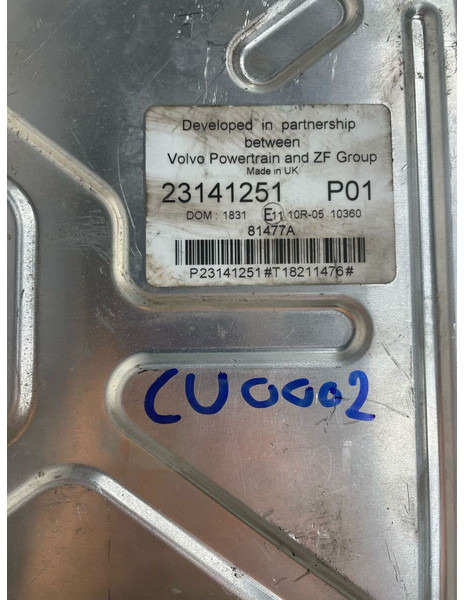 Developed in partnership
between
Volvo Powertrain and ZF Group
Made in UK
23141251 P01
DOM : 1831 E11 10R-05 10360
81477A
P23141251#T18211476#
CU0002